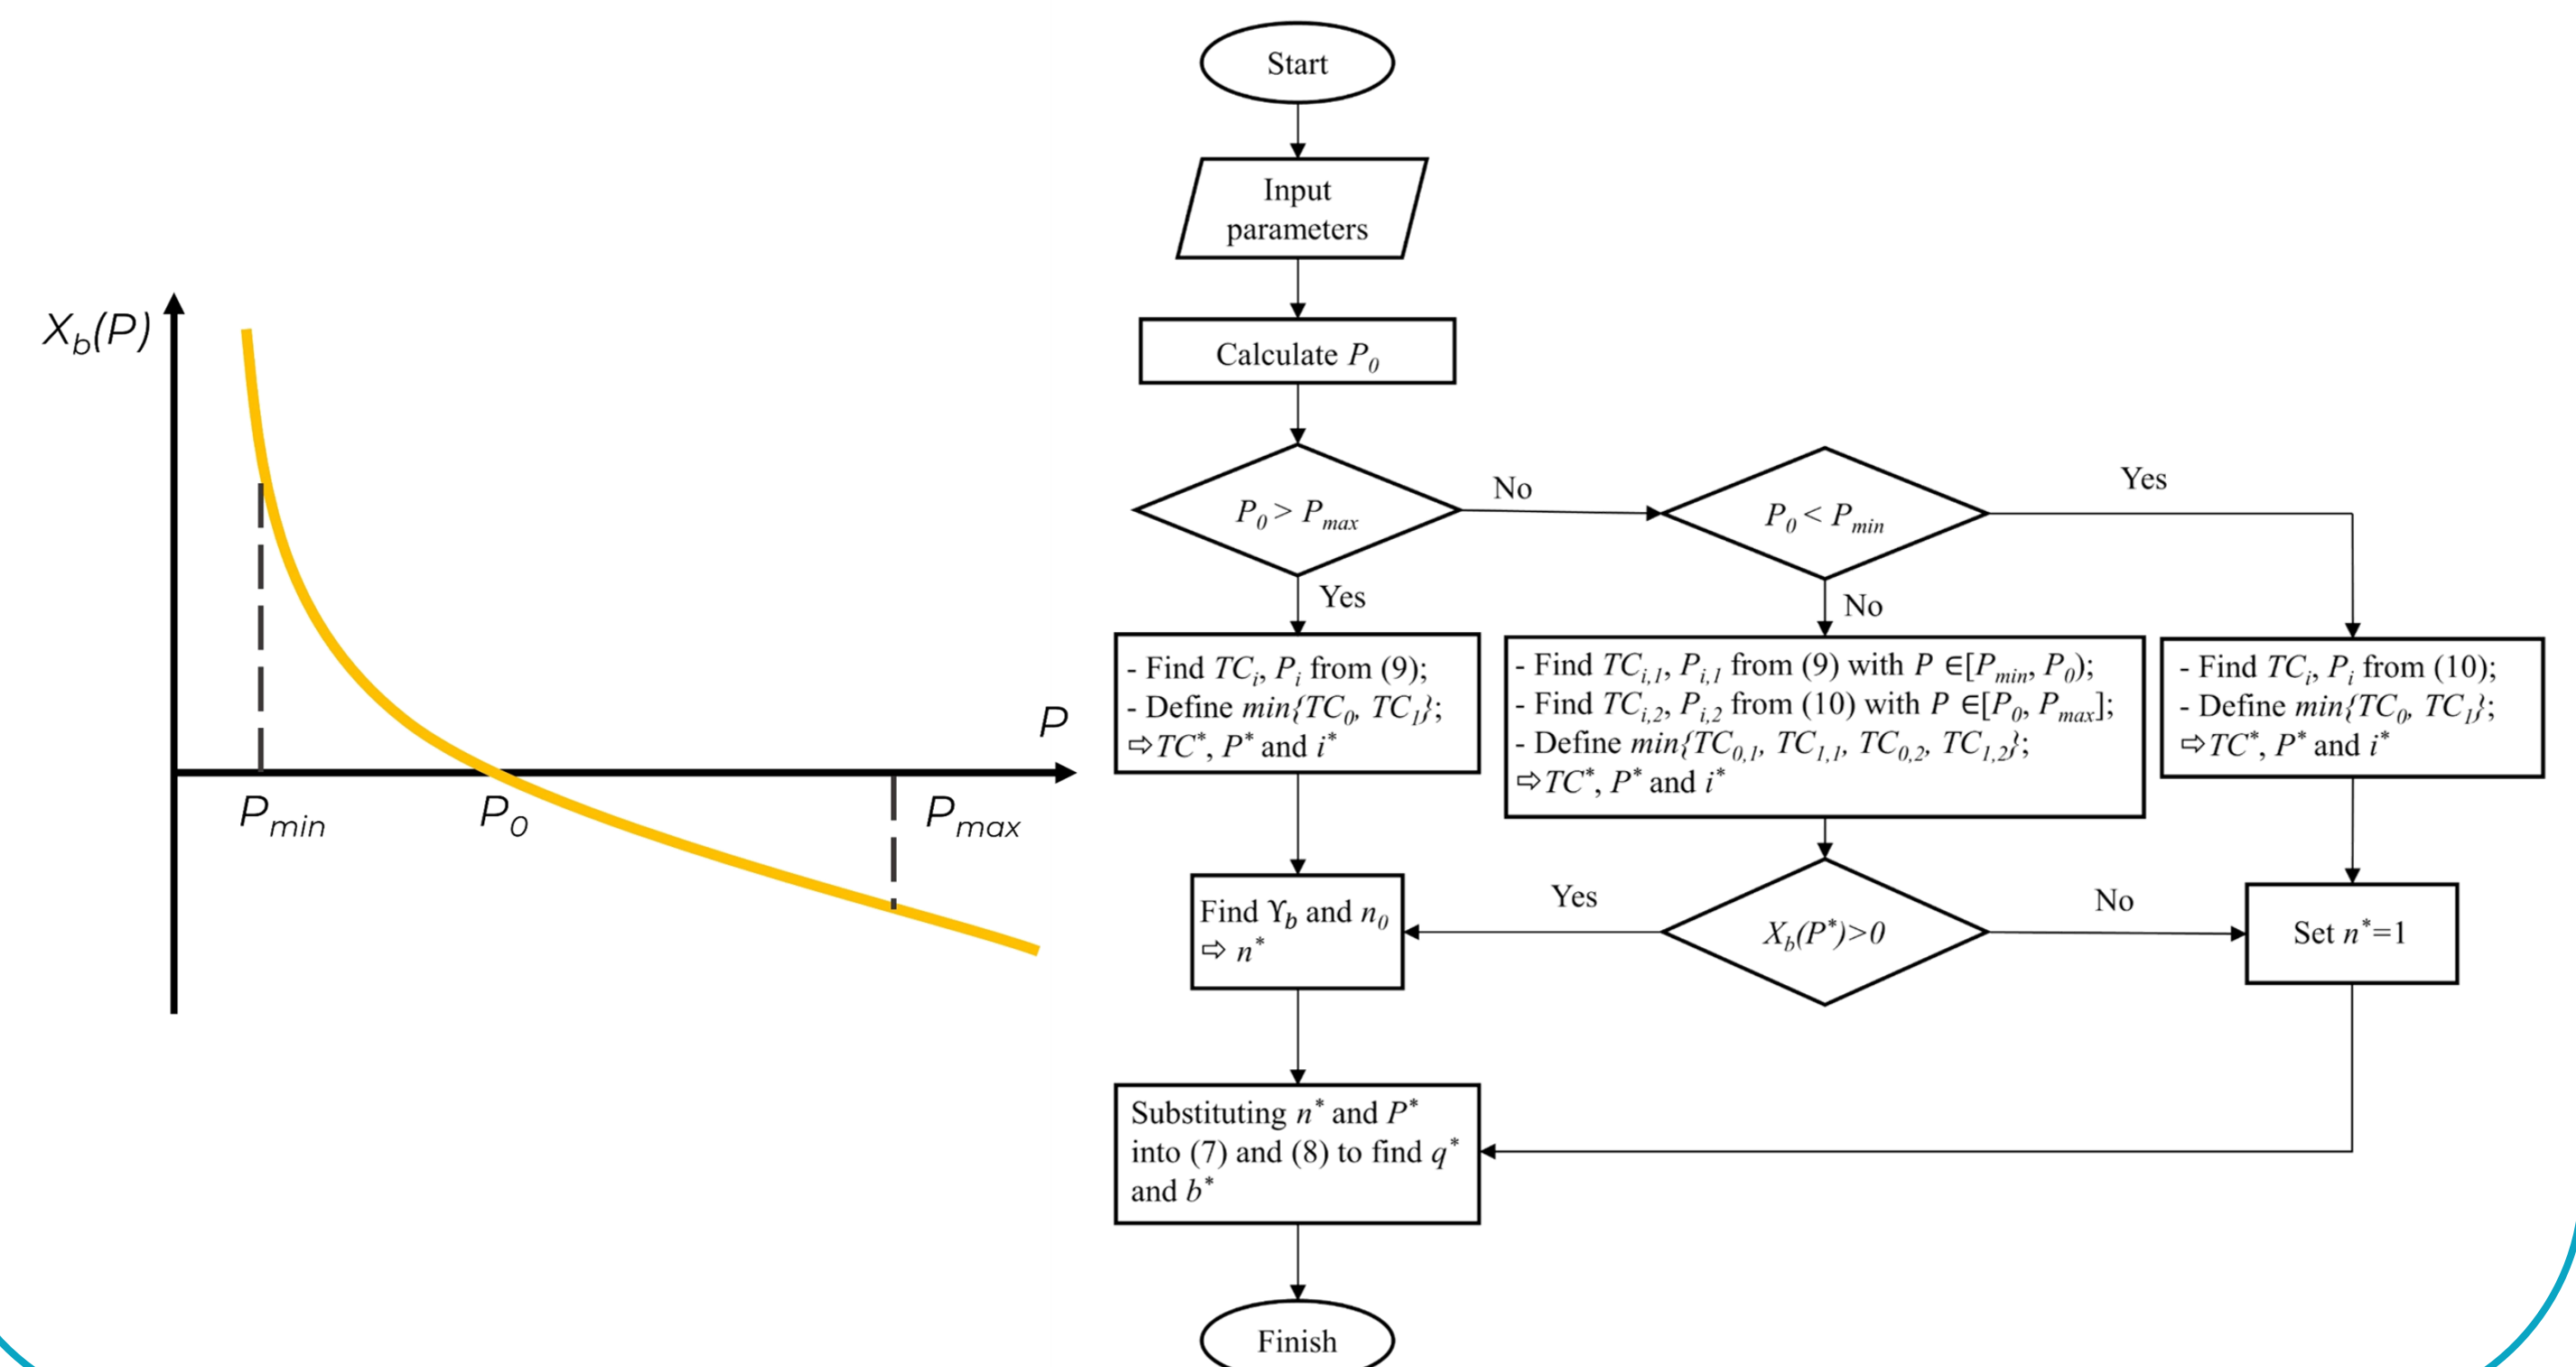 X_b(P)
P
P_min
P_0
P_max
Start
Input
parameters
Calculate P_0
P_0 > P_max
No
P_0 < P_min
Yes
Yes
No
- Find TC_i, P_i from (9);
- Define min{TC_0, TC_1};
⇨TC*, P* and i*
- Find TC_i,1, P_i,1 from (9) with P ∈[P_min, P_0);
- Find TC_i,2, P_i,2 from (10) with P ∈[P_0, P_max];
- Define min{TC_0,1, TC_1,1, TC_0,2, TC_1,2};
⇨TC*, P* and i*
- Find TC_i, P_i from (10);
- Define min{TC_0, TC_1};
⇨TC*, P* and i*
Find ϒ_b and n_0
⇨ n*
Yes
X_b(P*)>0
No
Set n*=1
Substituting n* and P*
into (7) and (8) to find q*
and b*
Finish